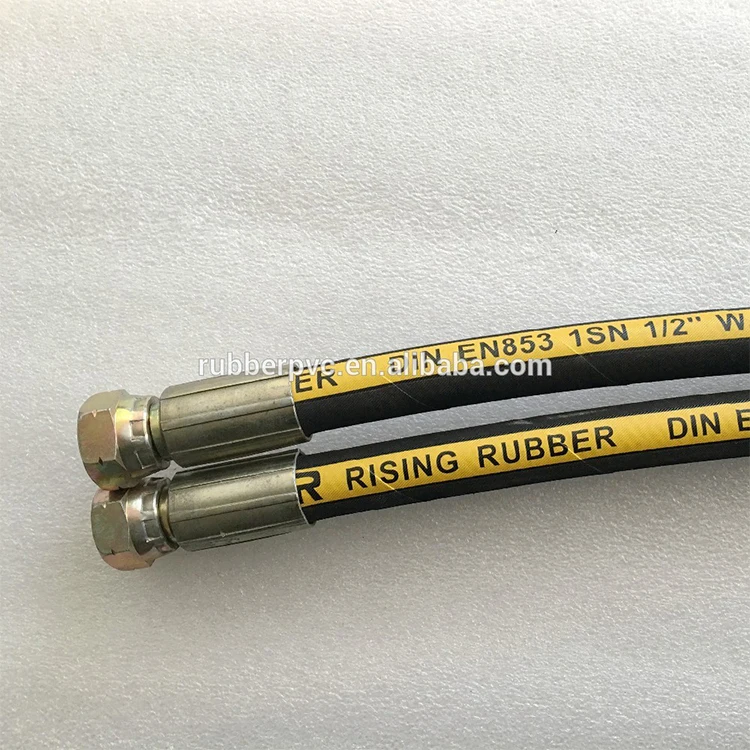 ER DIN EN853 1SN 1/2" W
rubberpvc.en.alibaba.com
R RISING RUBBER DIN E